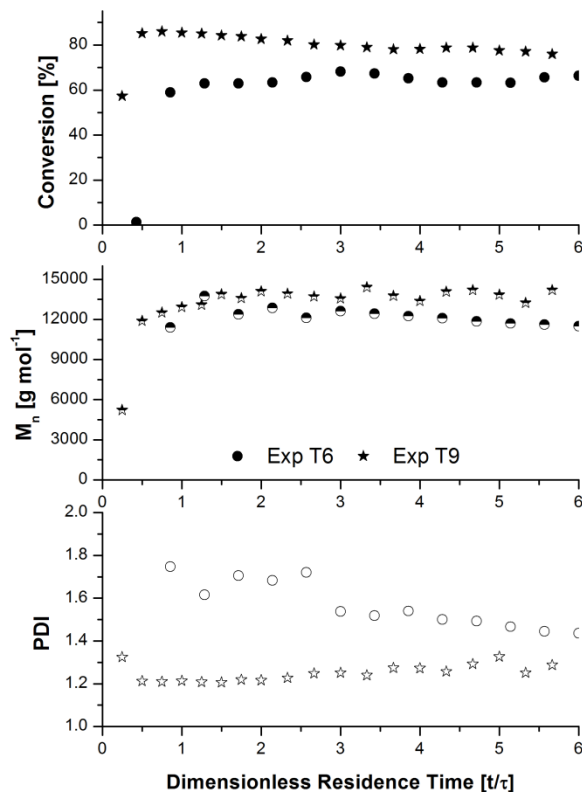 Conversion [%]
80
60
40
20
0
0 1 2 3 4 5 6
Mn [g mol-1]
15000
12000
9000
6000
3000
0
Exp T6 Exp T9
0 1 2 3 4 5 6
PDI
2.0
1.8
1.6
1.4
1.2
1.0
0 1 2 3 4 5 6
Dimensionless Residence Time [t/τ]